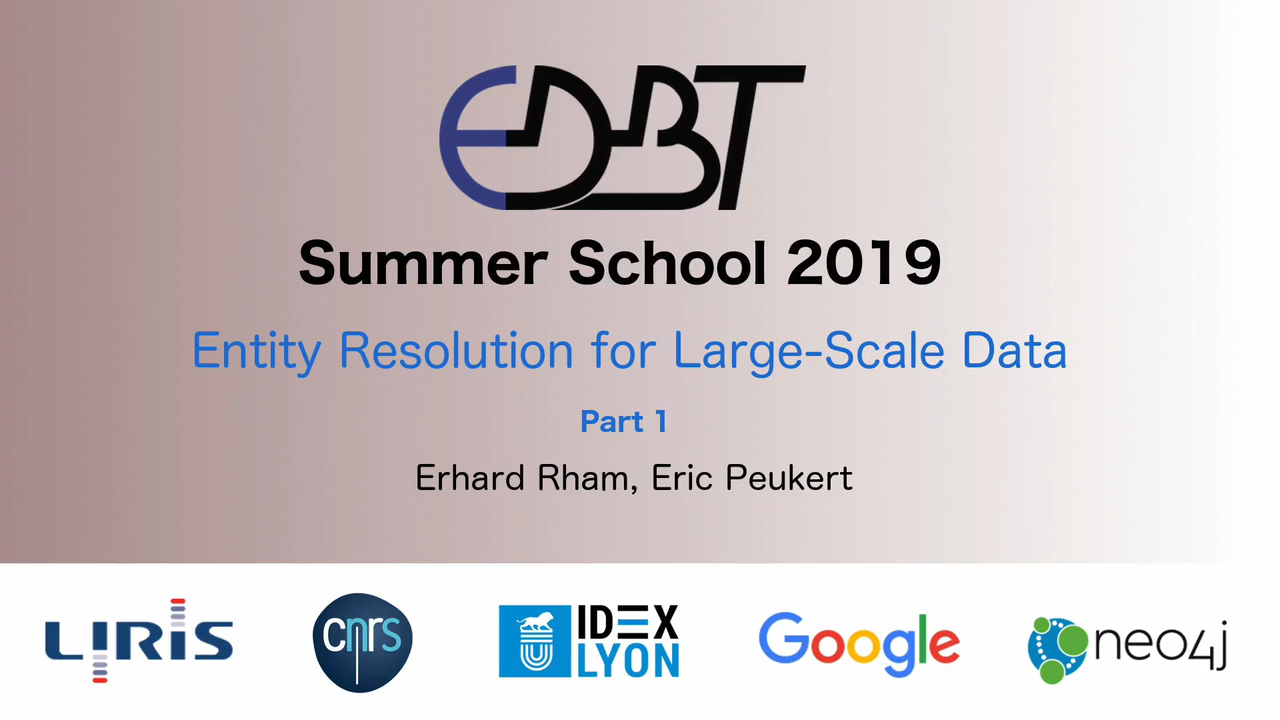 EDBT
Summer School 2019
Entity Resolution for Large-Scale Data
Part 1
Erhard Rham, Eric Peukert
LIRIS
cnrs
IDEX
LYON
Google
neo4j